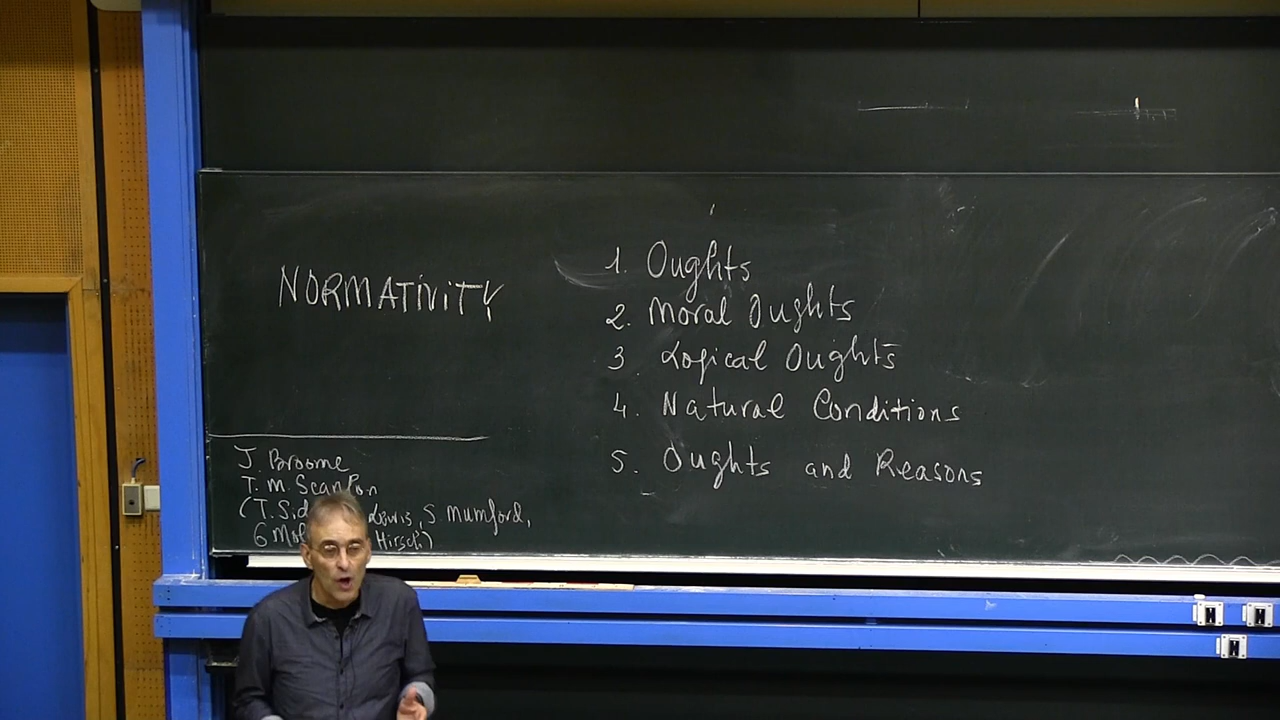 NORMATIViTY
J. Broome
T. M. Scanlon
(T.S. S Mumford,
G Hirsch)
1. Oughts
2. Moral Oughts
3 Logical Oughts
4. Natural Conditions
5. Oughts and Reasons